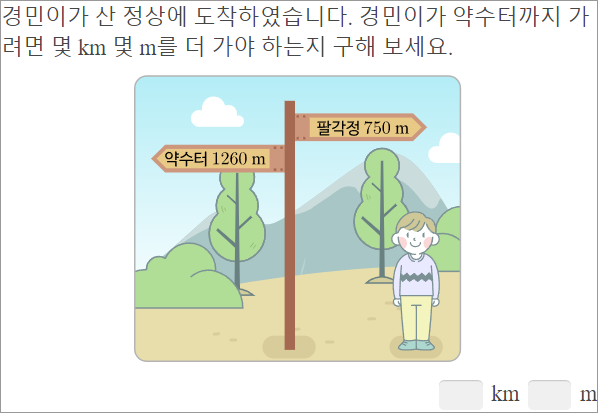 경민이가 산 정상에 도착하였습니다. 경민이가 약수터까지 가
려면 몇 km 몇 m를 더 가야 하는지 구해 보세요.
팔각정 750 m
약수터 1260 m
km m